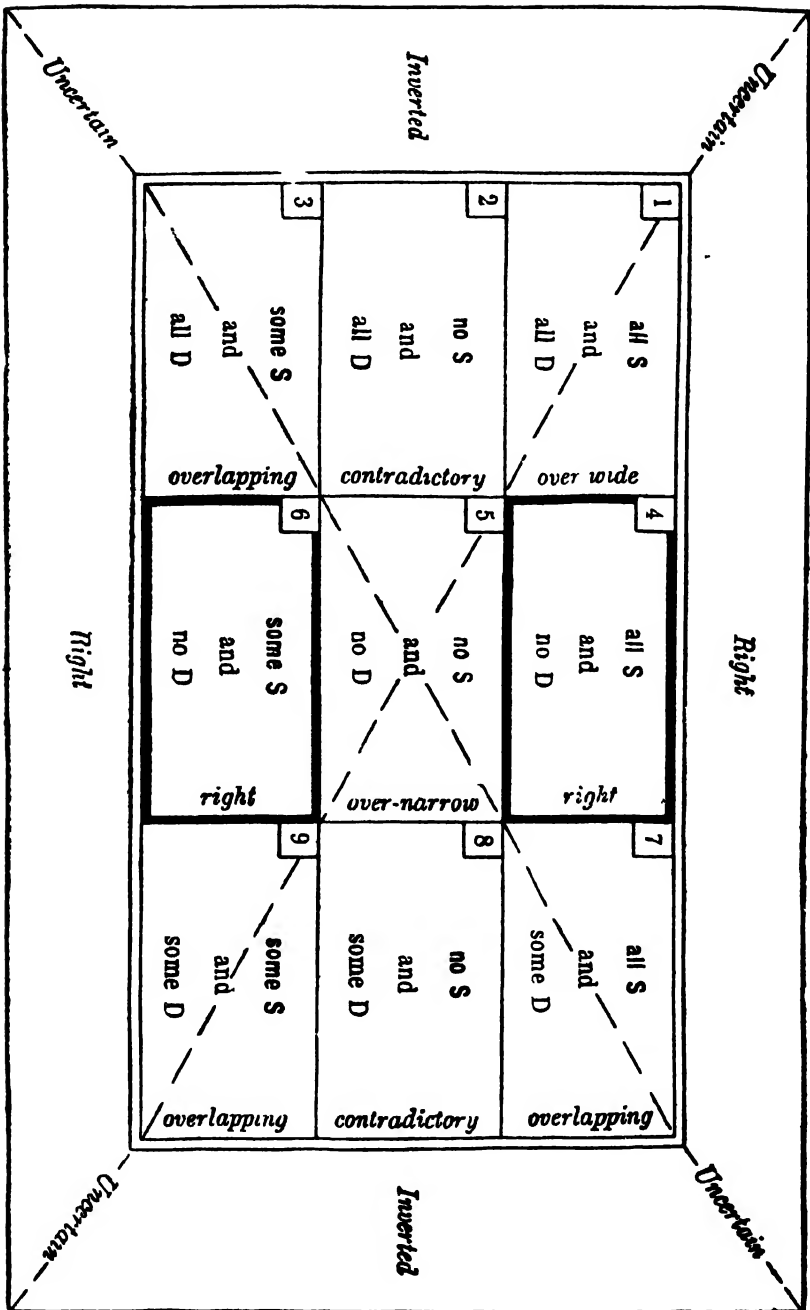 Uncertain
Right
Uncertain
Inverted
1
all S
and
all D
over wide
4
all S
and
no D
right
7
all S
and
some D
overlapping
2
no S
and
all D
contradictory
5
no S
and
no D
over-narrow
8
no S
and
some D
contradictory
3
some S
and
all D
overlapping
6
some S
and
no D
right
9
some S
and
some D
overlapping
Inverted
Uncertain
Right
Uncertain